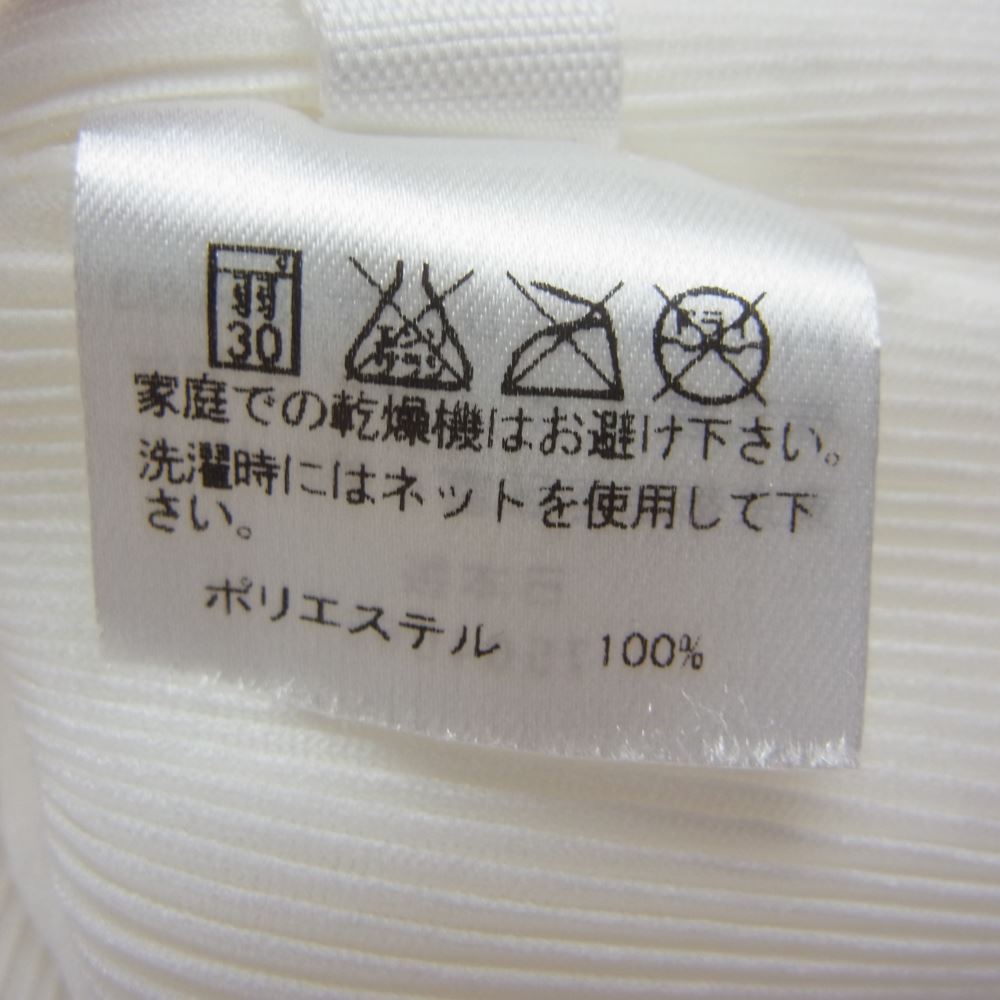 30
家庭での乾燥機はお避け下さい。
洗濯時にはネットを使用して下
さい。
ポリエステル 100%